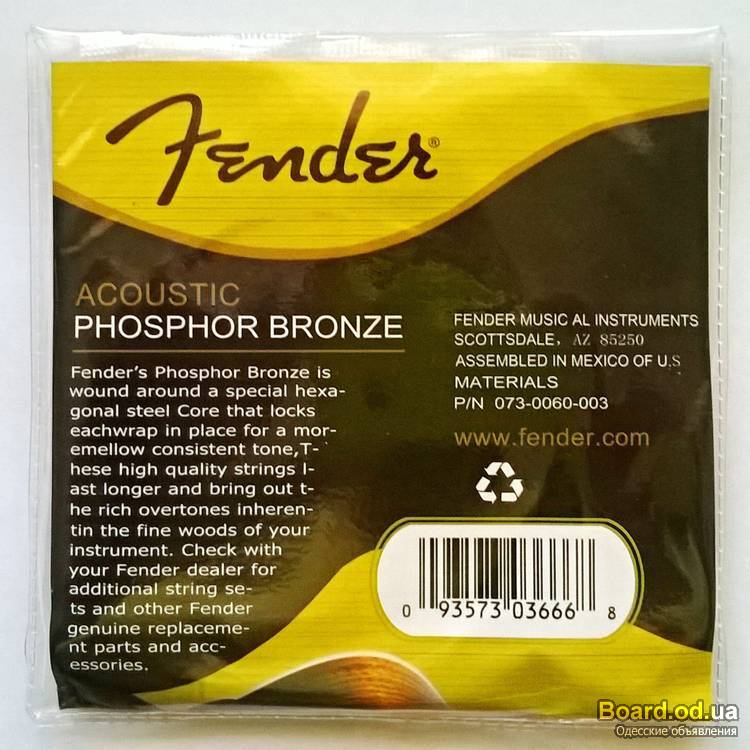 Fender®
ACOUSTIC
PHOSPHOR BRONZE
Fender's Phosphor Bronze is
wound around a special hexa-
gonal steel Core that locks
eachwrap in place for a mor-
emellow consistent tone,T-
hese high quality strings l-
ast longer and bring out t-
he rich overtones inheren-
tin the fine woods of your
instrument. Check with
your Fender dealer for
additional string se-
ts and other Fender
genuine replaceme-
nt parts and acc-
essories.
FENDER MUSIC AL INSTRUMENTS
SCOTTSDALE, AZ 85250
ASSEMBLED IN MEXICO OF U.S
MATERIALS
P/N 073-0060-003
www.fender.com
0 93573 03666 8
Board.od.ua
Одесские объявления